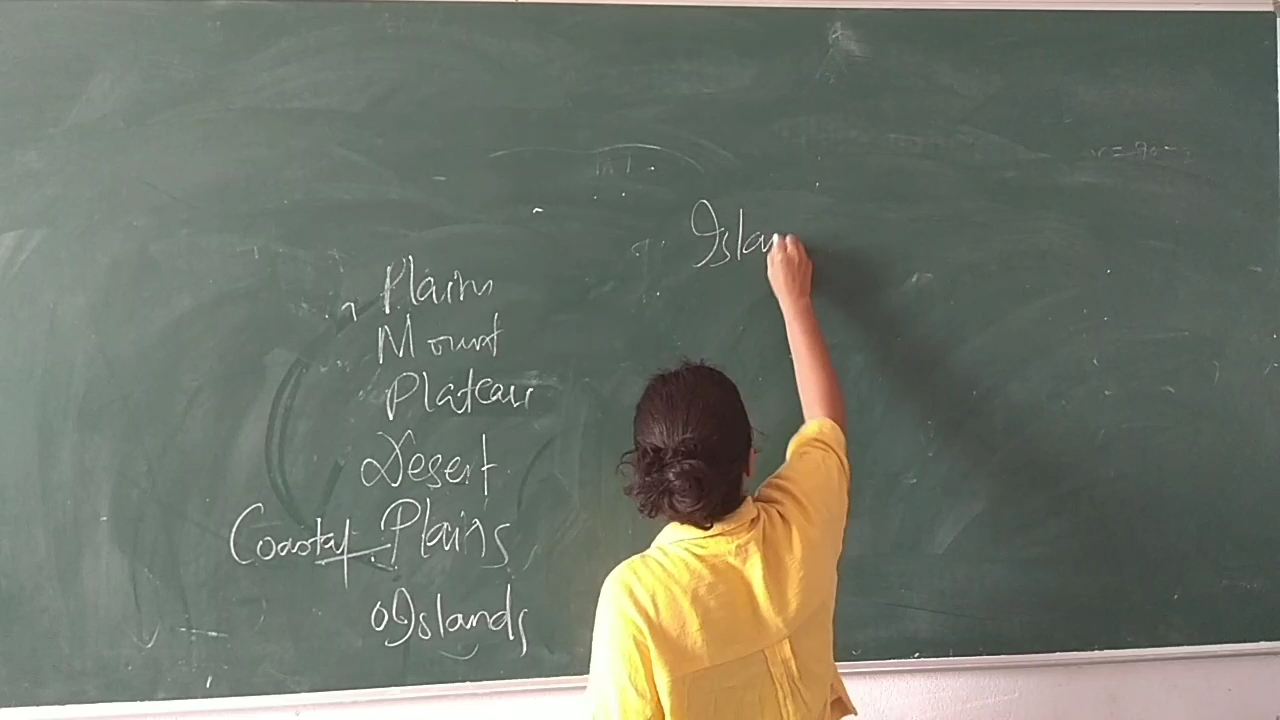 Isla
Plains
Mount
Plateau
Desert
Coastal Plains
Islands